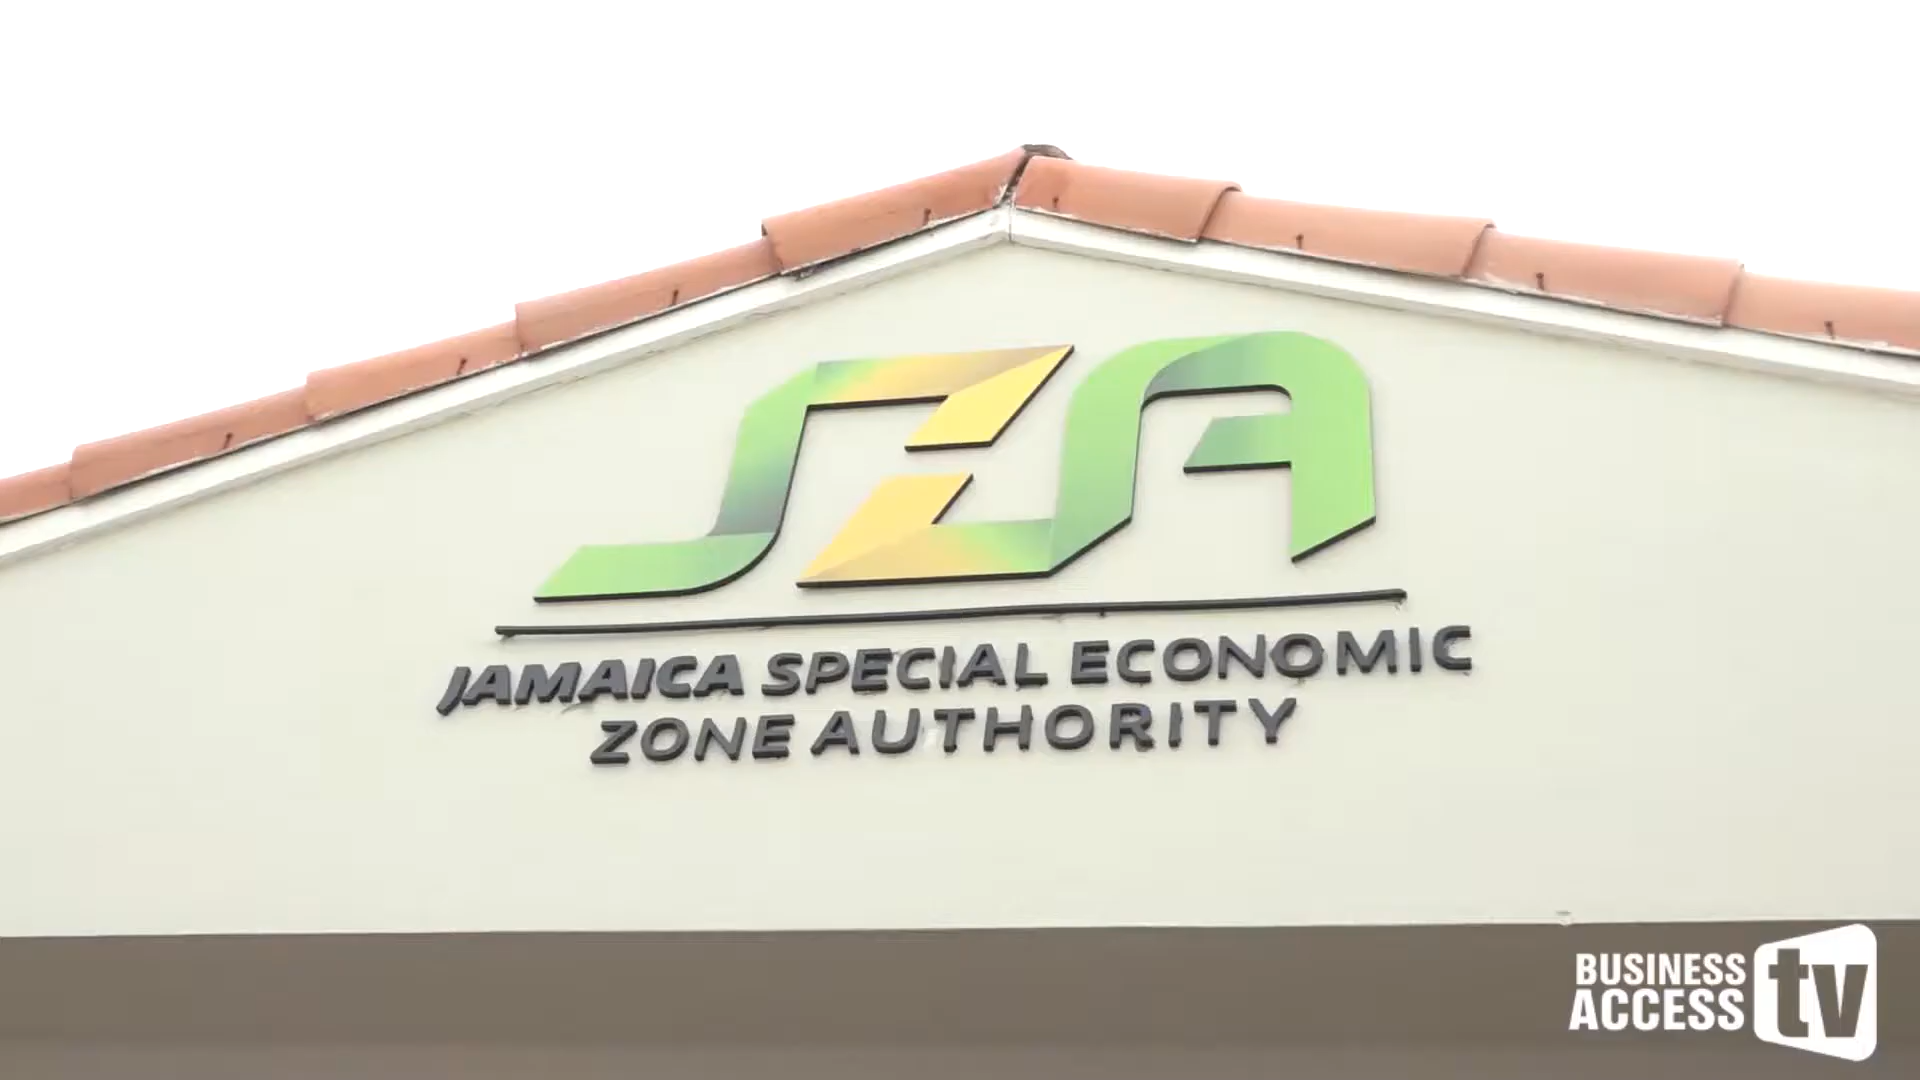 JSEZA
JAMAICA SPECIAL ECONOMIC
ZONE AUTHORITY
BUSINESS
ACCESS
tv